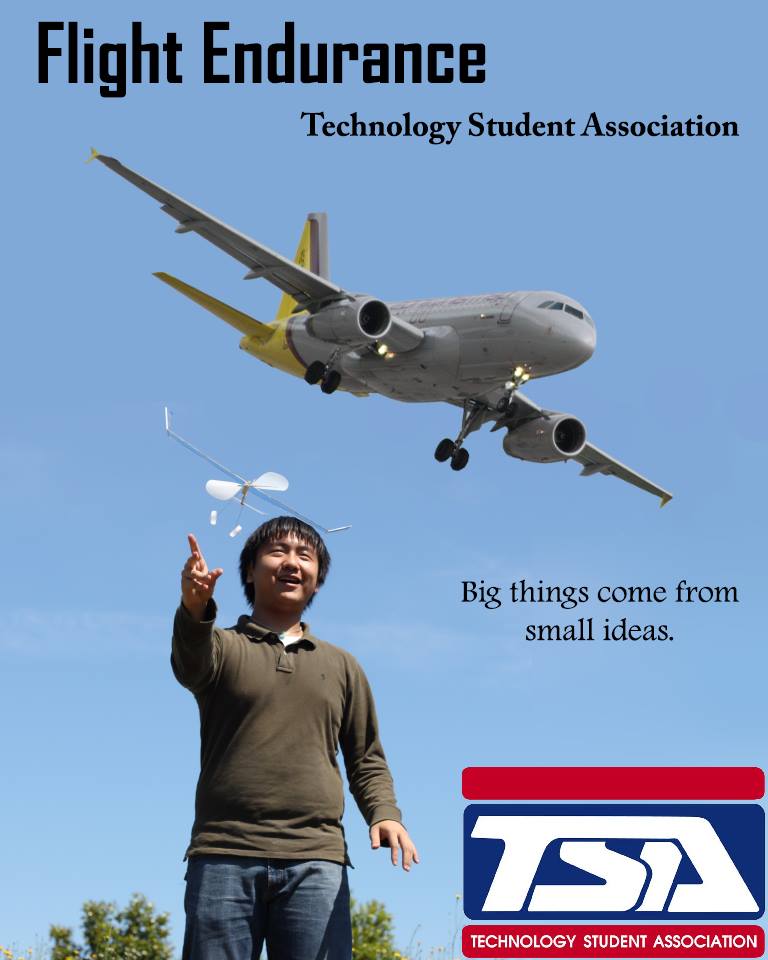 Flight Endurance
Technology Student Association
Big things come from
small ideas.
TSA
TECHNOLOGY STUDENT ASSOCIATION